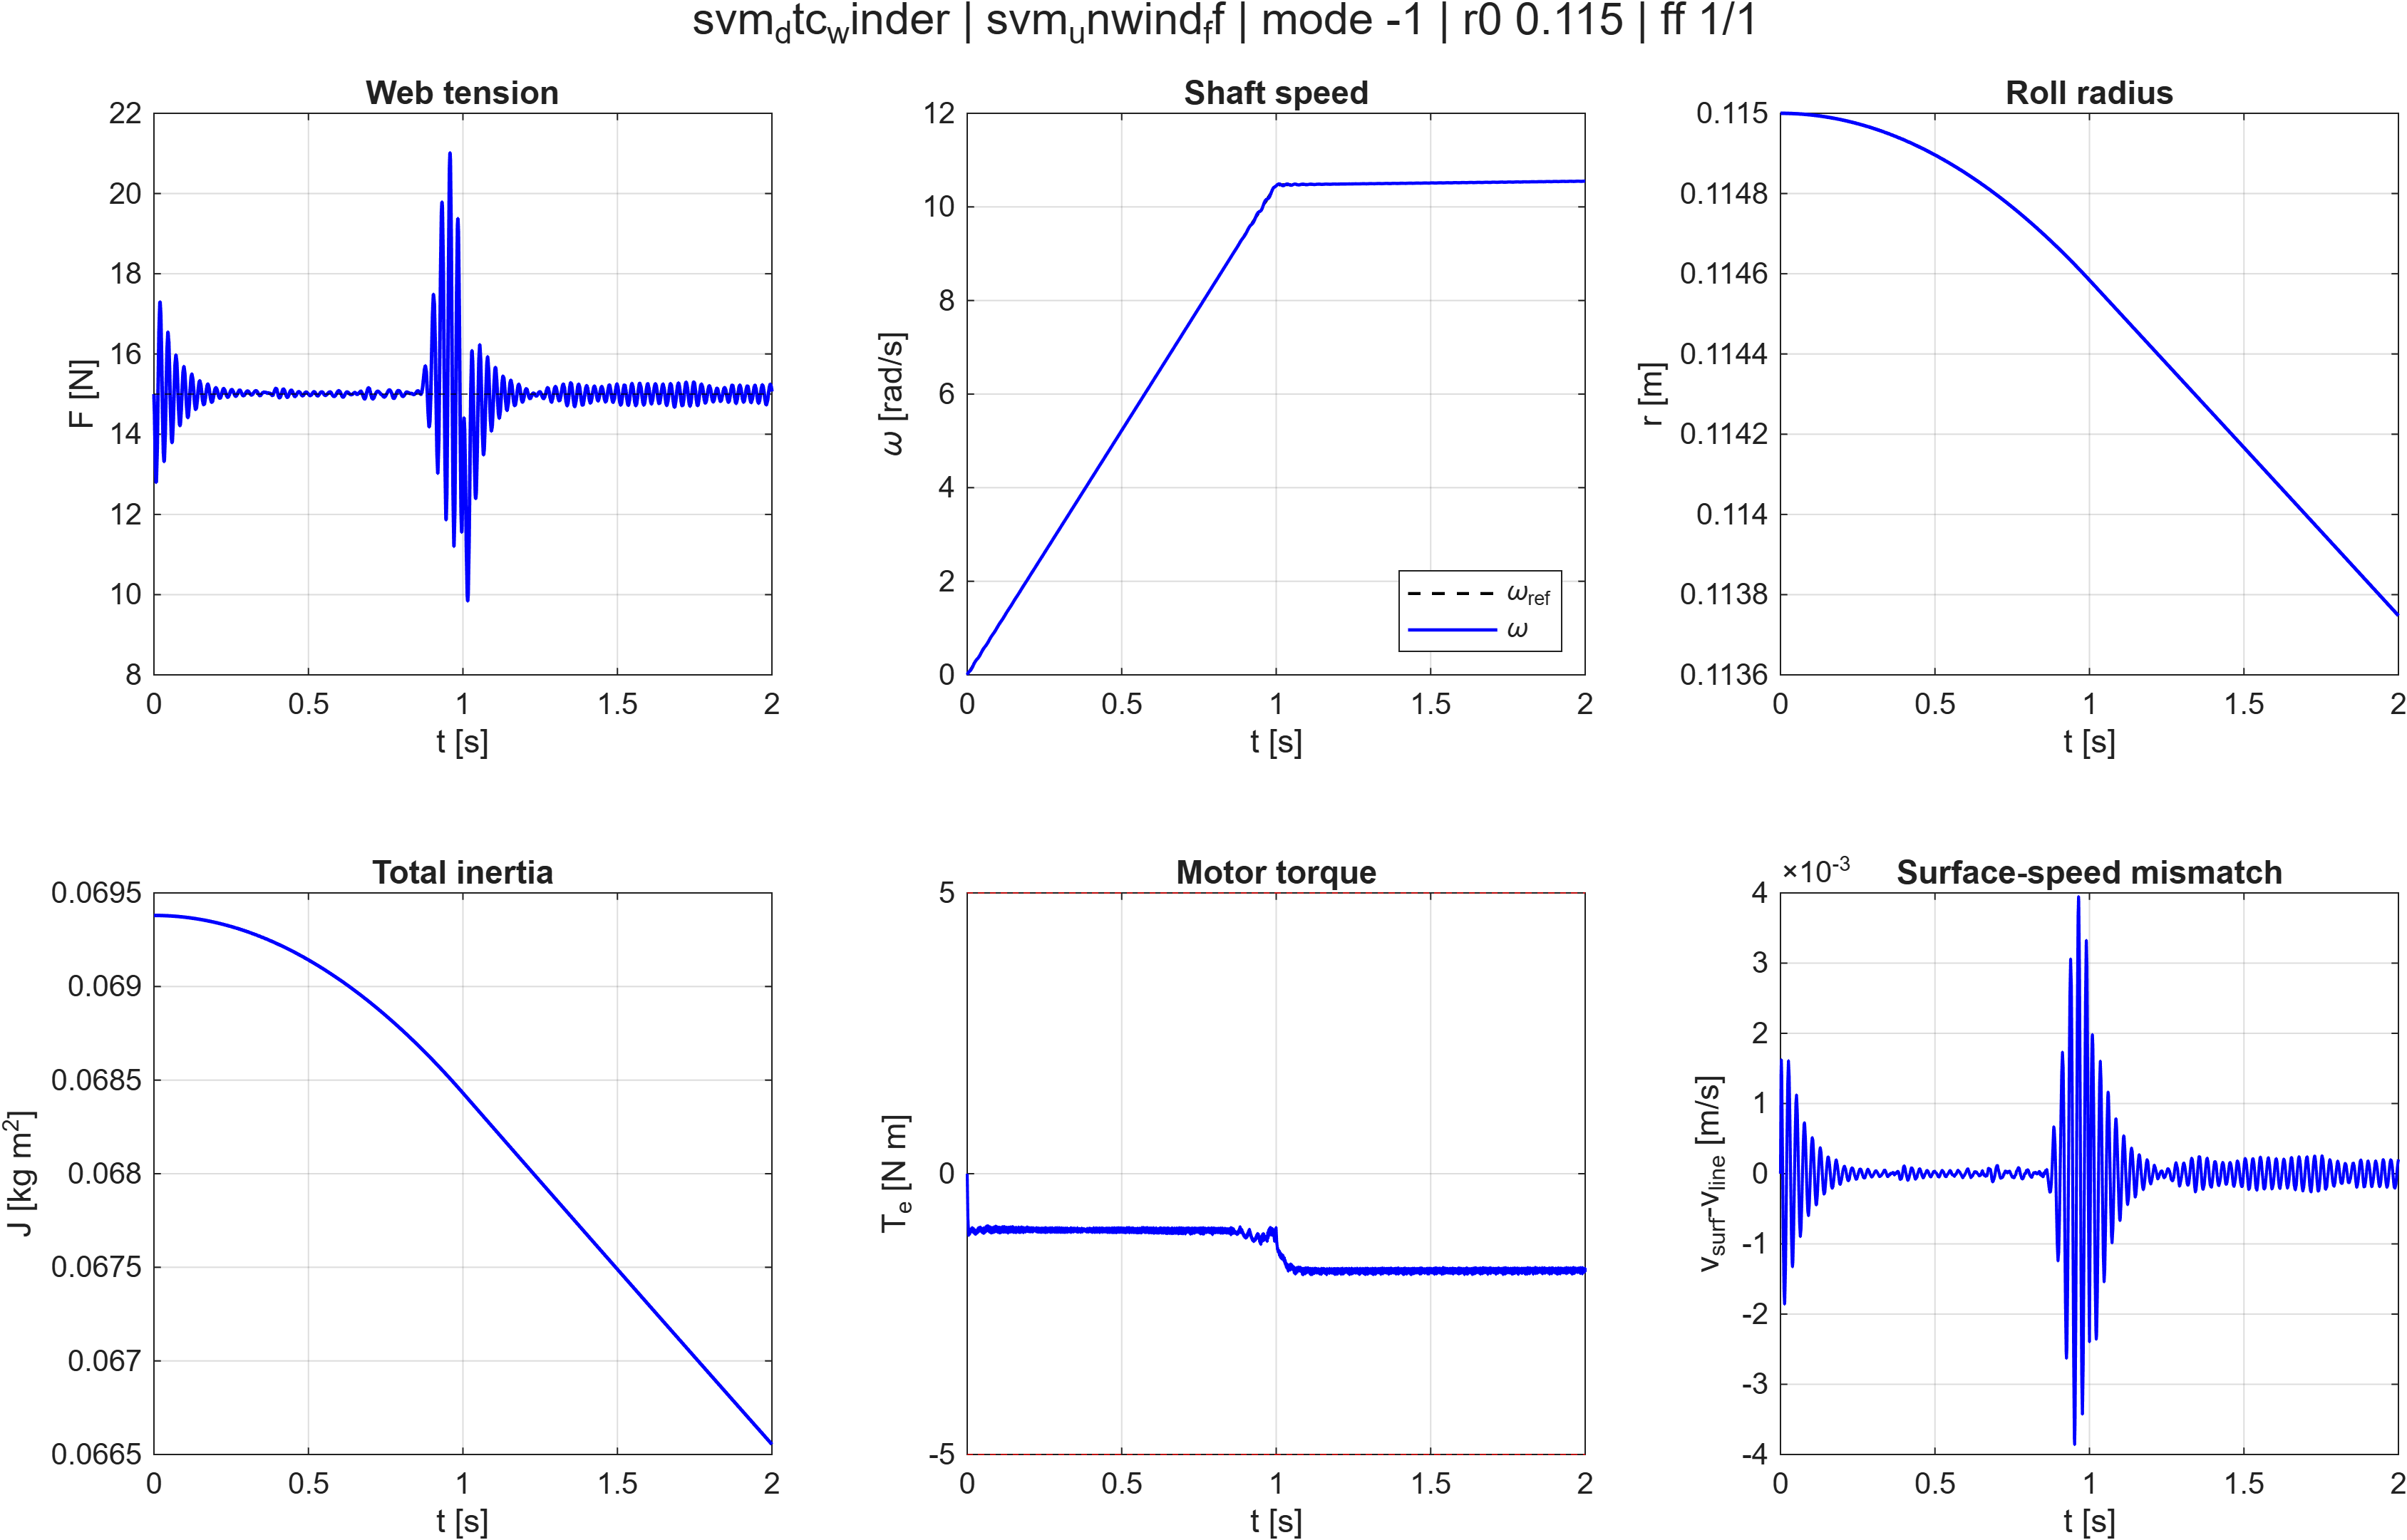 svm_dtc_winder | svm_unwind_ff | mode -1 | r0 0.115 | ff 1/1
Web tension
22
20
18
16
14
12
10
8
F [N]
0 0.5 1 1.5 2
t [s]
Shaft speed
12
10
8
6
4
2
0
ω [rad/s]
ω_ref
ω
0 0.5 1 1.5 2
t [s]
Roll radius
0.115
0.1148
0.1146
0.1144
0.1142
0.114
0.1138
0.1136
r [m]
0 0.5 1 1.5 2
t [s]
Total inertia
0.0695
0.069
0.0685
0.068
0.0675
0.067
0.0665
J [kg m²]
0 0.5 1 1.5 2
t [s]
Motor torque
5
0
-5
T_e [N m]
0 0.5 1 1.5 2
t [s]
×10⁻³
Surface-speed mismatch
4
3
2
1
0
-1
-2
-3
-4
v_surf-v_line [m/s]
0 0.5 1 1.5 2
t [s]